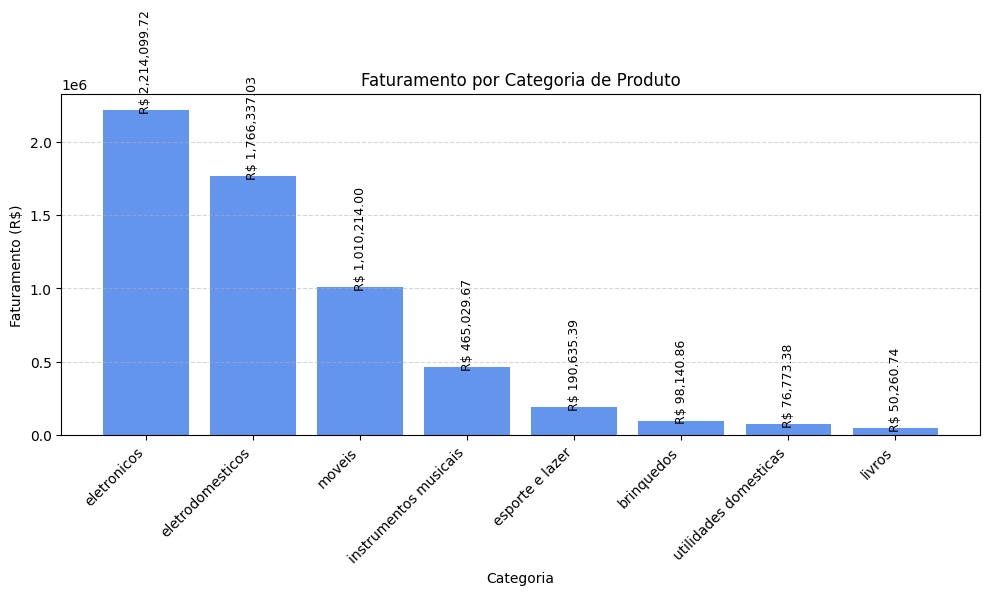 Faturamento por Categoria de Produto
1e6
Faturamento (R$)
2.0
1.5
1.0
0.5
0.0
R$ 2,214,099.72
R$ 1,766,337.03
R$ 1,010,214.00
R$ 465,029.67
R$ 190,635.39
R$ 98,140.86
R$ 76,773.38
R$ 50,260.74
eletronicos
eletrodomesticos
moveis
instrumentos musicais
esporte e lazer
brinquedos
utilidades domesticas
livros
Categoria